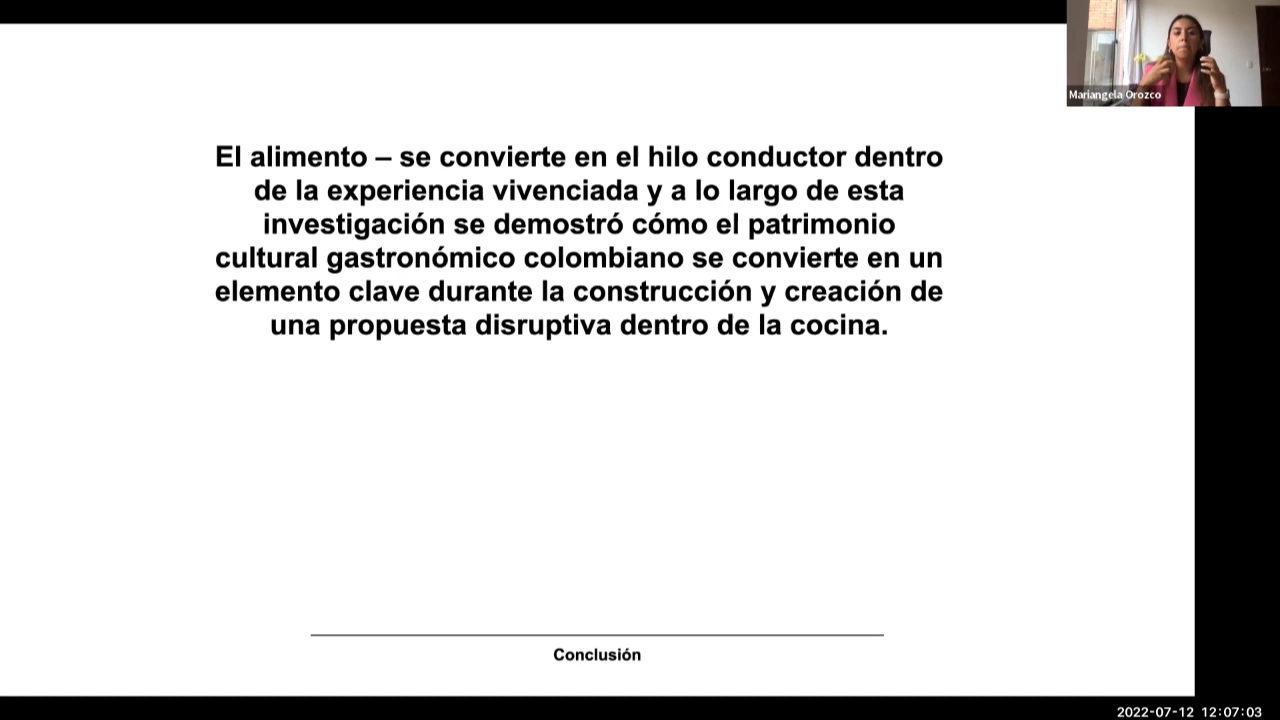 Mariangela Orozco
El alimento – se convierte en el hilo conductor dentro
de la experiencia vivenciada y a lo largo de esta
investigación se demostró cómo el patrimonio
cultural gastronómico colombiano se convierte en un
elemento clave durante la construcción y creación de
una propuesta disruptiva dentro de la cocina.
Conclusión
2022-07-12 12:07:03